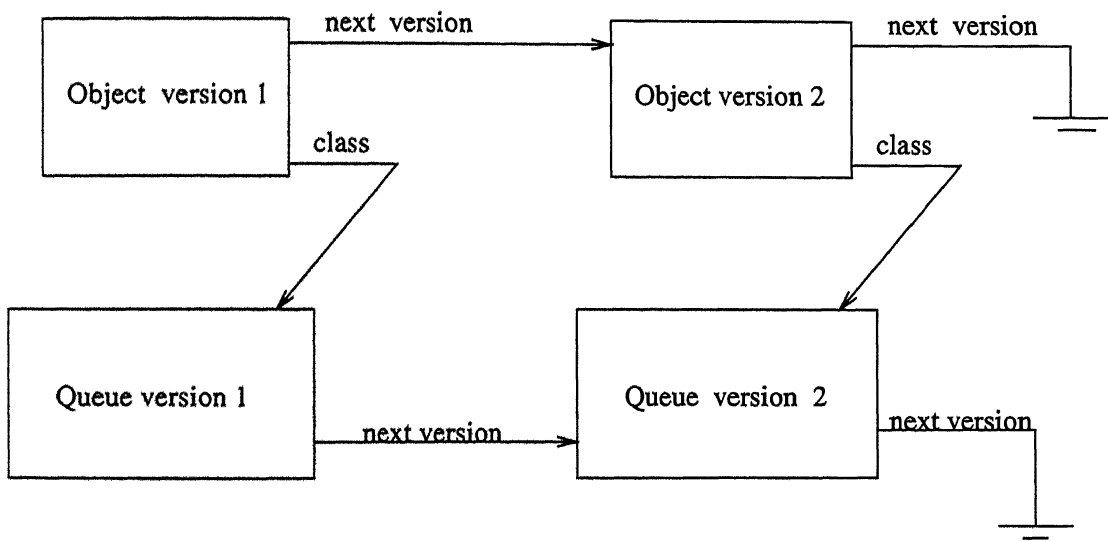 next version
next version
Object version 1
Object version 2
class
class
Queue version 1
Queue version 2
next version
next version